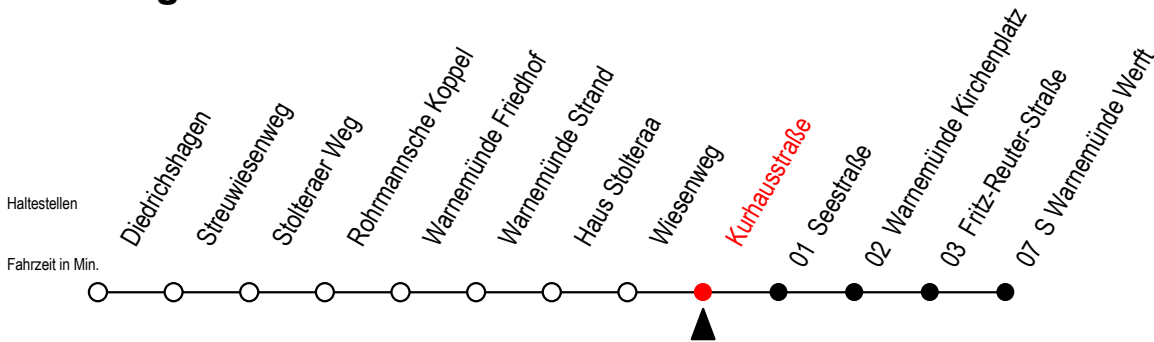 Haltestellen
Fahrzeit in Min.
Diedrichshagen
Streuwiesenweg
Stolteraer Weg
Rohrmannsche Koppel
Warnemünde Friedhof
Warnemünde Strand
Haus Stolteraa
Wiesenweg
Kurhausstraße
01 Seestraße
02 Warnemünde Kirchenplatz
03 Fritz-Reuter-Straße
07 S Warnemünde Werft